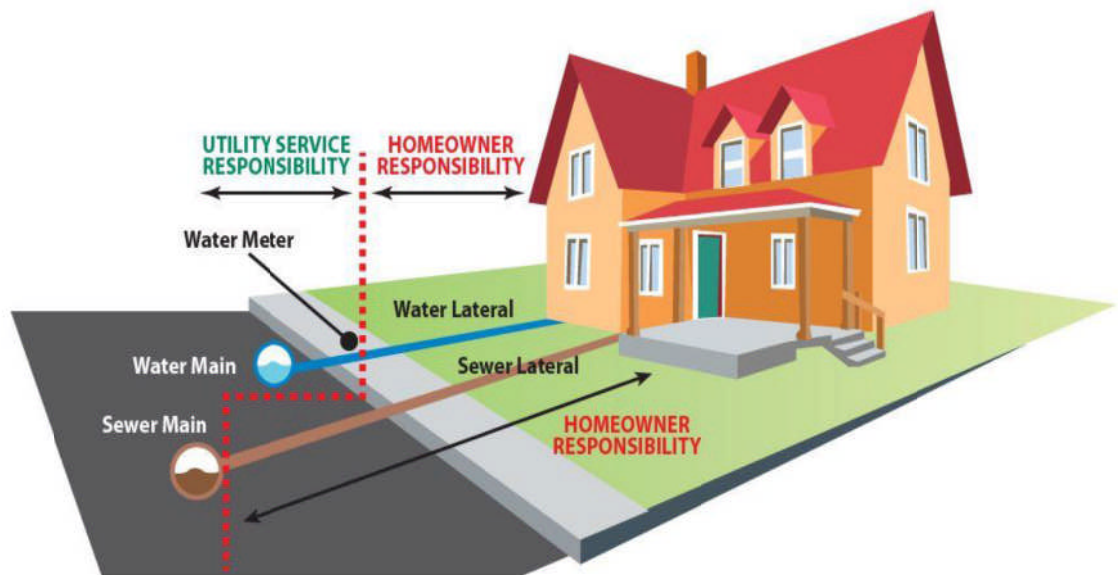 UTILITY SERVICE
RESPONSIBILITY
HOMEOWNER
RESPONSIBILITY
Water Meter
Water Lateral
Water Main
Sewer Lateral
Sewer Main
HOMEOWNER
RESPONSIBILITY